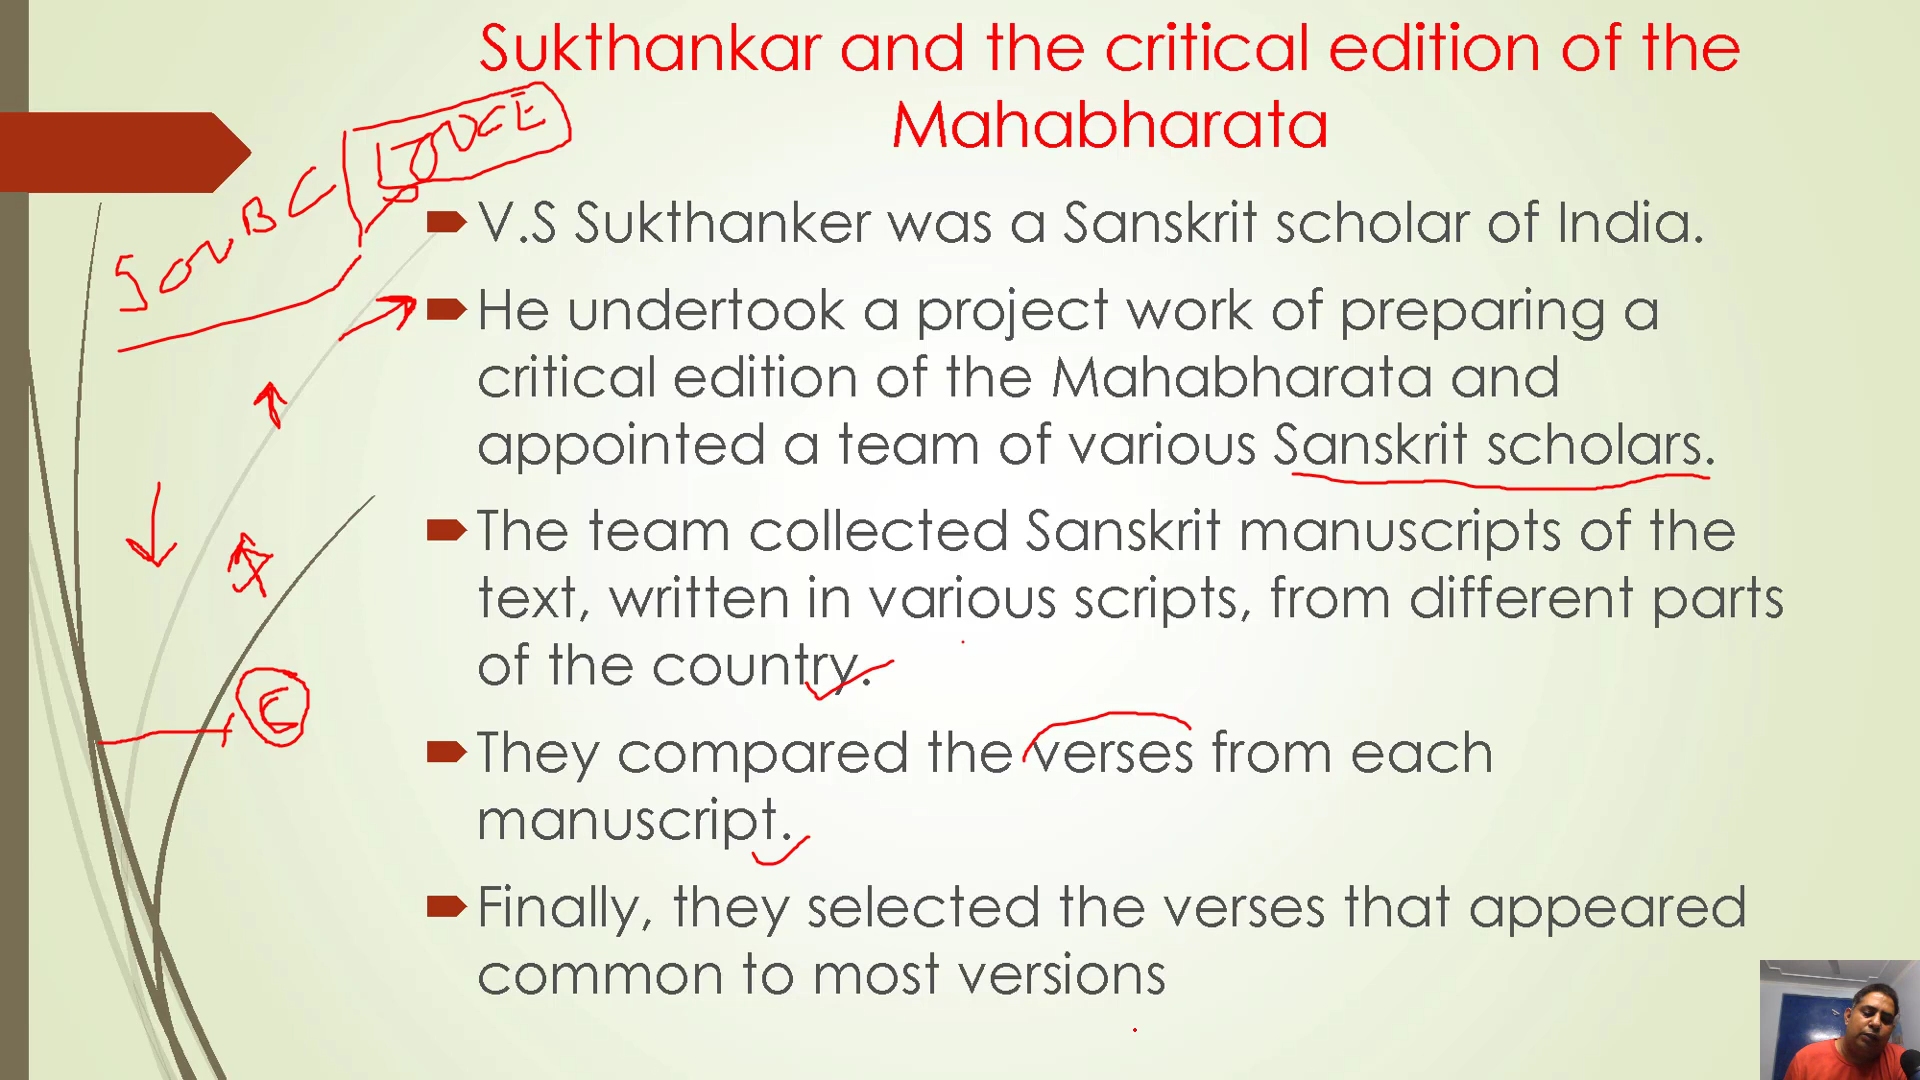 Sukthankar and the critical edition of the
Mahabharata
V.S Sukthanker was a Sanskrit scholar of India.
He undertook a project work of preparing a
critical edition of the Mahabharata and
appointed a team of various Sanskrit scholars.
The team collected Sanskrit manuscripts of the
text, written in various scripts, from different parts
of the country.
They compared the verses from each
manuscript.
Finally, they selected the verses that appeared
common to most versions